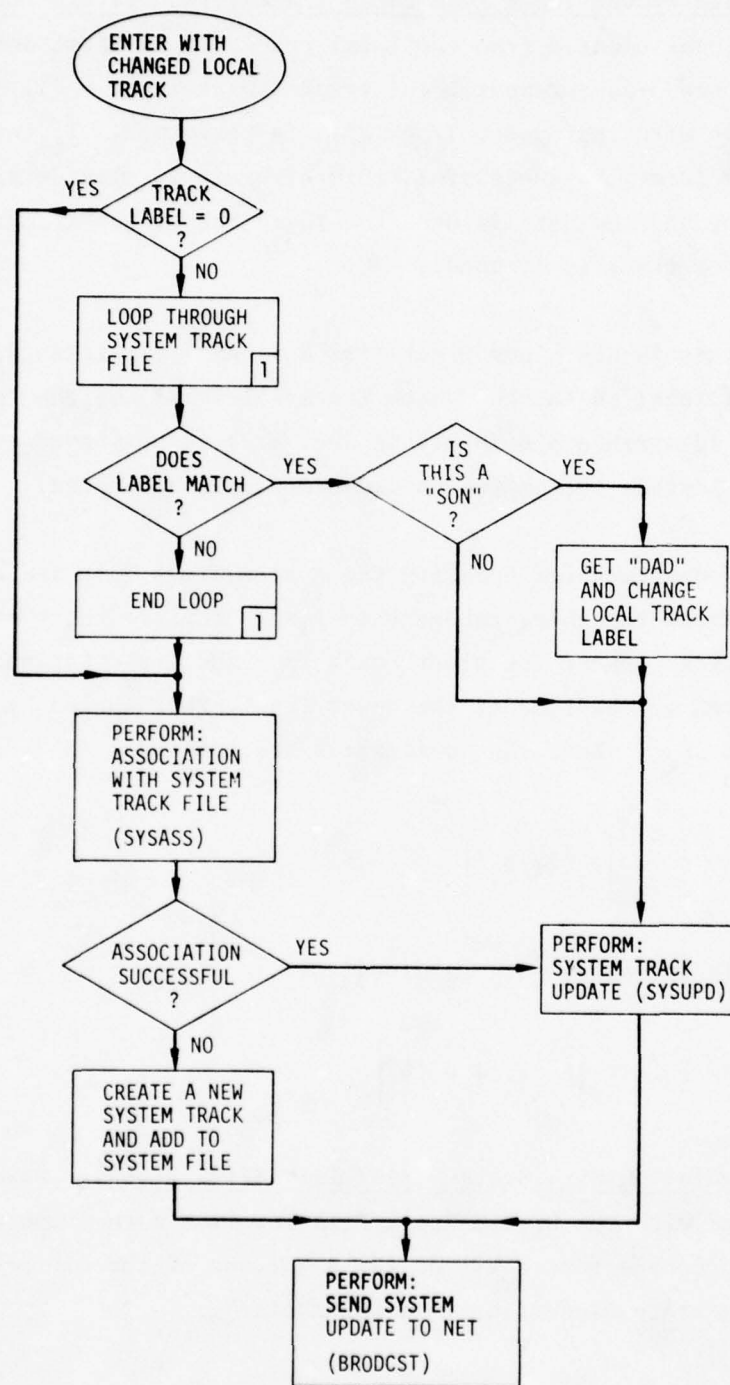 ENTER WITH
CHANGED LOCAL
TRACK
YES
TRACK
LABEL = 0
?
NO
LOOP THROUGH
SYSTEM TRACK
FILE
1
DOES
LABEL MATCH
?
YES
IS
THIS A
"SON"
?
YES
NO
NO
GET "DAD"
AND CHANGE
LOCAL TRACK
LABEL
END LOOP
1
PERFORM:
ASSOCIATION
WITH SYSTEM
TRACK FILE
(SYSASS)
ASSOCIATION
SUCCESSFUL
?
YES
PERFORM:
SYSTEM TRACK
UPDATE (SYSUPD)
NO
CREATE A NEW
SYSTEM TRACK
AND ADD TO
SYSTEM FILE
PERFORM:
SEND SYSTEM
UPDATE TO NET
(BRODCST)